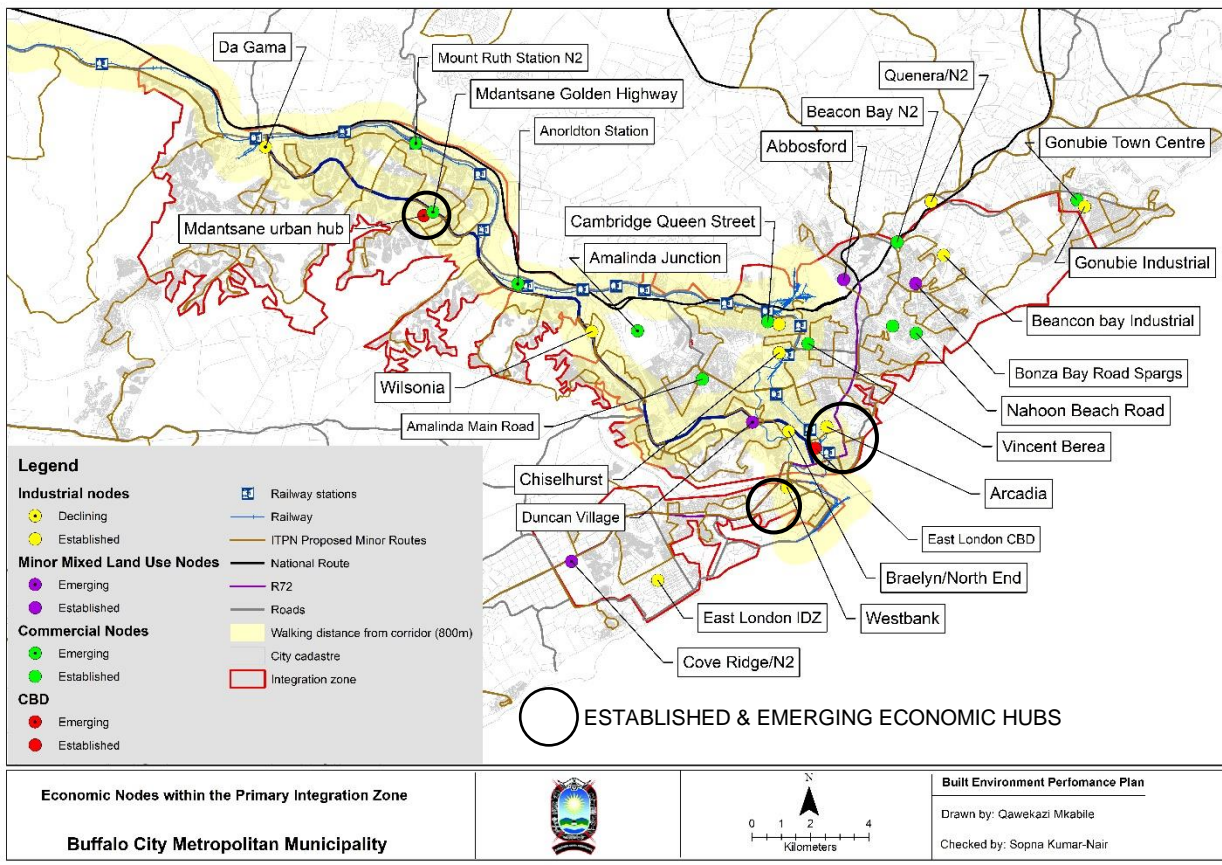 Da Gama
Mount Ruth Station N2
Mdantsane Golden Highway
Anorldton Station
Quenera/N2
Beacon Bay N2
Abbosford
Gonubie Town Centre
Mdantsane urban hub
Cambridge Queen Street
Amalinda Junction
Gonubie Industrial
Beancon bay Industrial
Wilsonia
Bonza Bay Road Spargs
Amalinda Main Road
Nahoon Beach Road
Vincent Berea
Chiselhurst
Arcadia
Duncan Village
East London CBD
Braelyn/North End
East London IDZ
Westbank
Cove Ridge/N2
Legend
Industrial nodes
Declining
Established
Minor Mixed Land Use Nodes
Emerging
Established
Commercial Nodes
Emerging
Established
CBD
Emerging
Established
Railway stations
Railway
ITPN Proposed Minor Routes
National Route
R72
Roads
Walking distance from corridor (800m)
City cadastre
Integration zone
ESTABLISHED & EMERGING ECONOMIC HUBS
Economic Nodes within the Primary Integration Zone
Buffalo City Metropolitan Municipality
N
0 1 2 4
Kilometers
Built Environment Perfomance Plan
Drawn by: Qawekazi Mkabile
Checked by: Sopna Kumar-Nair